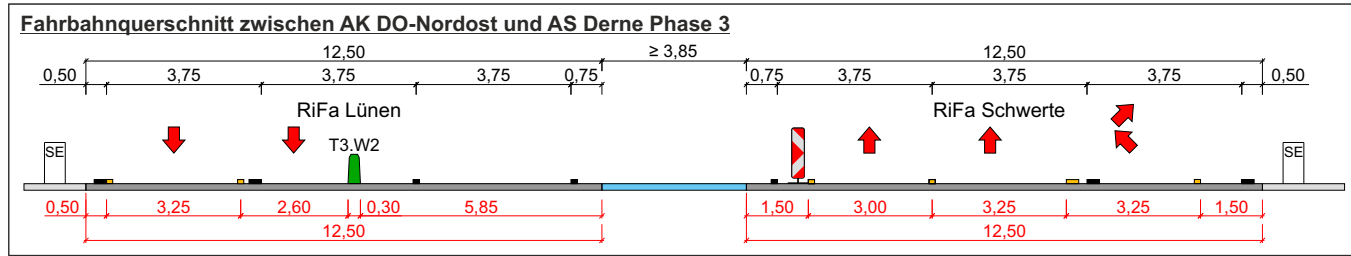 Fahrbahnquerschnitt zwischen AK DO-Nordost und AS Derne Phase 3
12,50 ≥ 3,85 12,50
0,50 3,75 3,75 3,75 0,75 0,75 3,75 3,75 3,75 0,50
RiFa Lünen RiFa Schwerte
T3.W2
SE SE
0,50 3,25 2,60 0,30 5,85 1,50 3,00 3,25 3,25 1,50
12,50 12,50